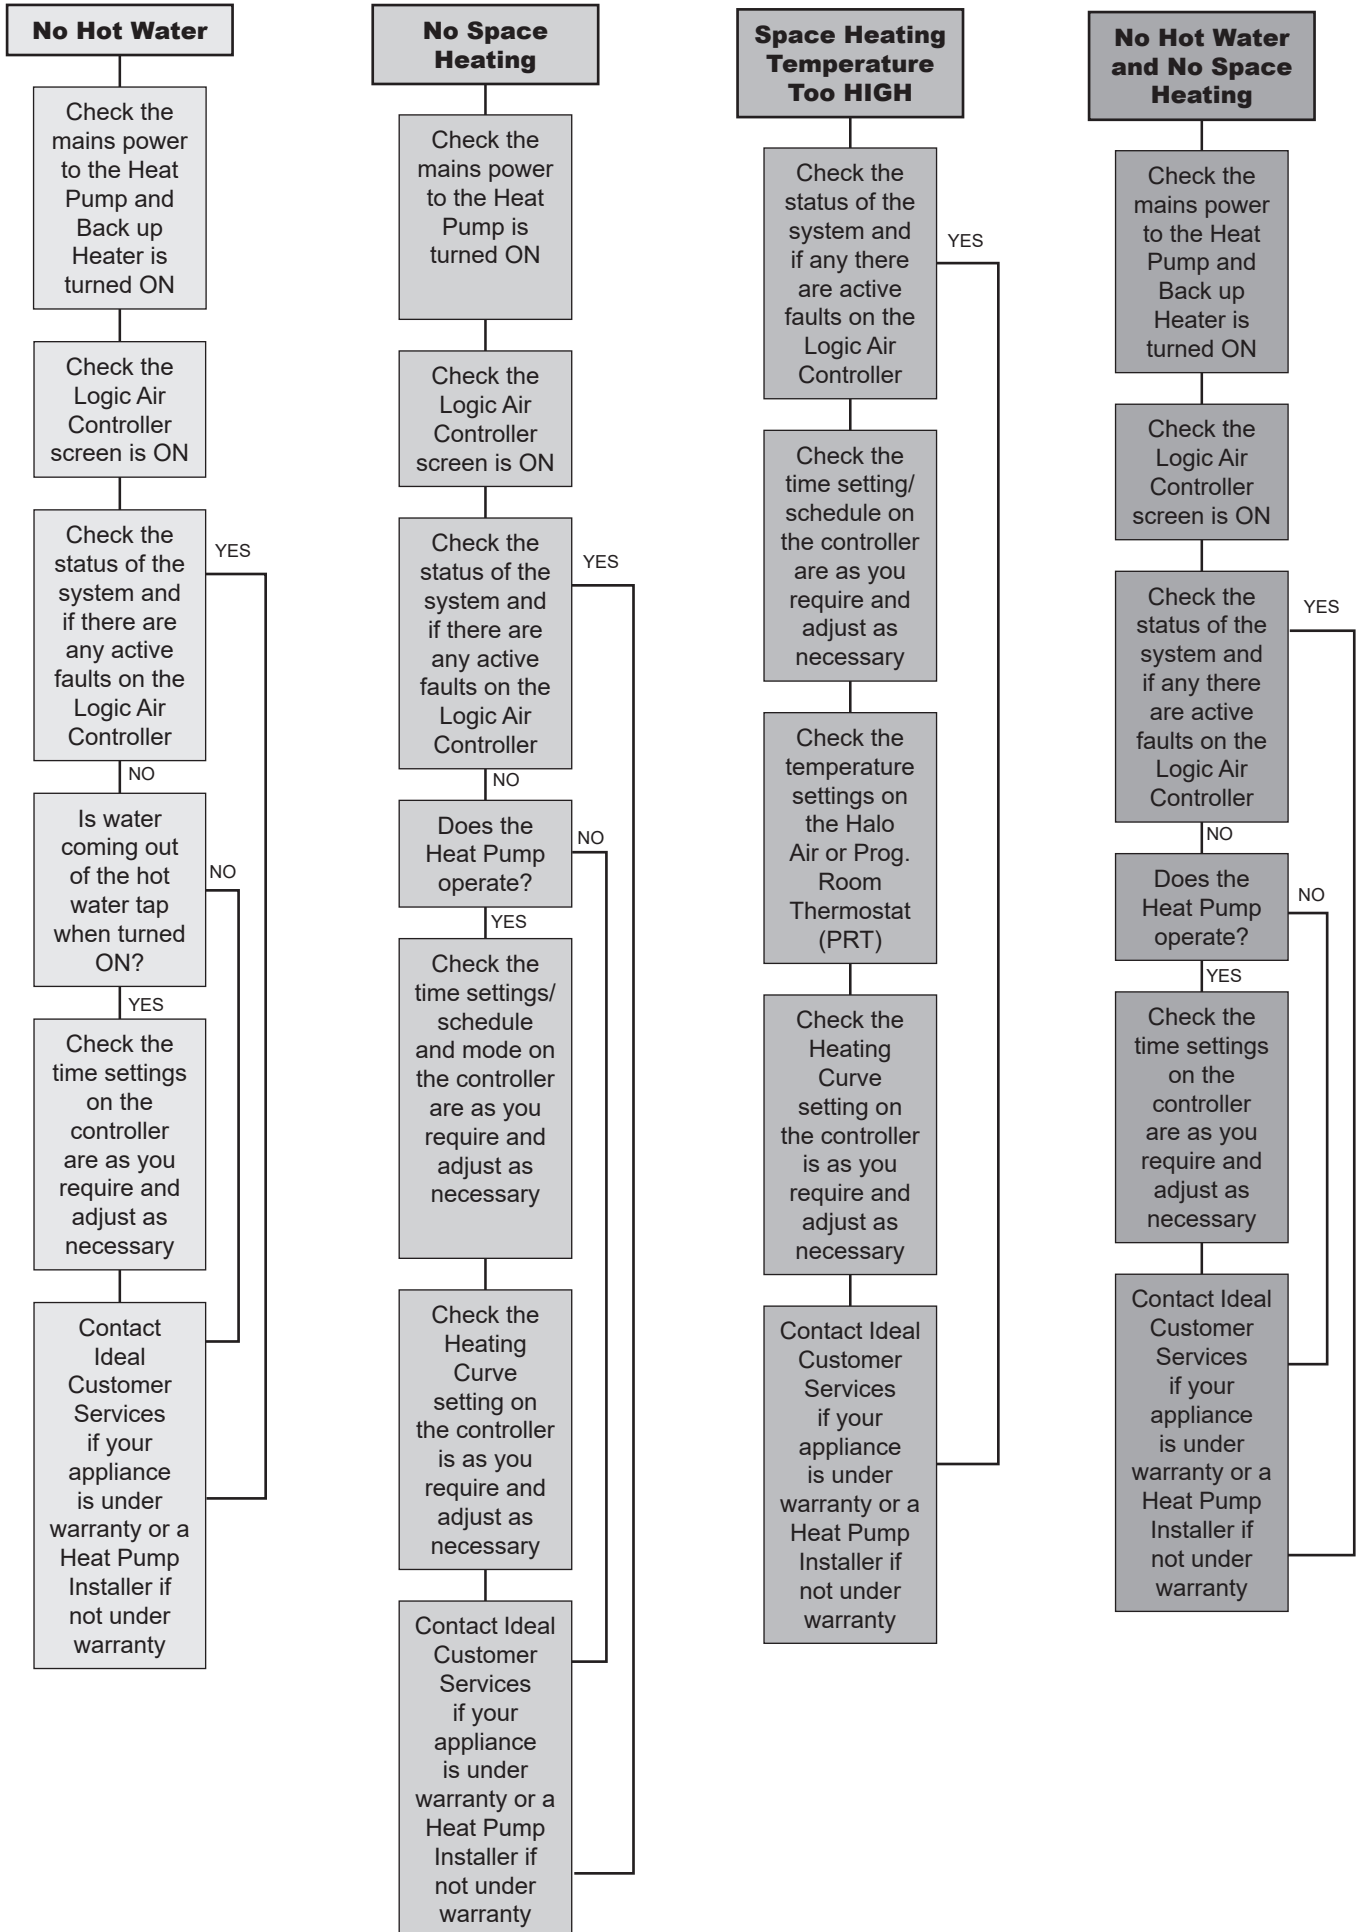 No Hot Water
Check the
mains power
to the Heat
Pump and
Back up
Heater is
turned ON
Check the
Logic Air
Controller
screen is ON
Check the
status of the
system and
if there are
any active
faults on the
Logic Air
Controller
YES
NO
Is water
coming out
of the hot
water tap
when turned
ON?
NO
YES
Check the
time settings
on the
controller
are as you
require and
adjust as
necessary
Contact
Ideal
Customer
Services
if your
appliance
is under
warranty or a
Heat Pump
Installer if
not under
warranty
No Space
Heating
Check the
mains power
to the Heat
Pump is
turned ON
Check the
Logic Air
Controller
screen is ON
Check the
status of the
system and
if there are
any active
faults on the
Logic Air
Controller
YES
NO
Does the
Heat Pump
operate?
NO
YES
Check the
time settings/
schedule
and mode on
the controller
are as you
require and
adjust as
necessary
Check the
Heating
Curve
setting on
the controller
is as you
require and
adjust as
necessary
Contact Ideal
Customer
Services
if your
appliance
is under
warranty or a
Heat Pump
Installer if
not under
warranty
Space Heating
Temperature
Too HIGH
Check the
status of the
system and
if any there
are active
faults on the
Logic Air
Controller
YES
Check the
time setting/
schedule on
the controller
are as you
require and
adjust as
necessary
Check the
temperature
settings on
the Halo
Air or Prog.
Room
Thermostat
(PRT)
Check the
Heating
Curve
setting on
the controller
is as you
require and
adjust as
necessary
Contact Ideal
Customer
Services
if your
appliance
is under
warranty or a
Heat Pump
Installer if
not under
warranty
No Hot Water
and No Space
Heating
Check the
mains power
to the Heat
Pump and
Back up
Heater is
turned ON
Check the
Logic Air
Controller
screen is ON
Check the
status of the
system and
if any there
are active
faults on the
Logic Air
Controller
YES
NO
Does the
Heat Pump
operate?
NO
YES
Check the
time settings
on the
controller
are as you
require and
adjust as
necessary
Contact Ideal
Customer
Services
if your
appliance
is under
warranty or a
Heat Pump
Installer if
not under
warranty